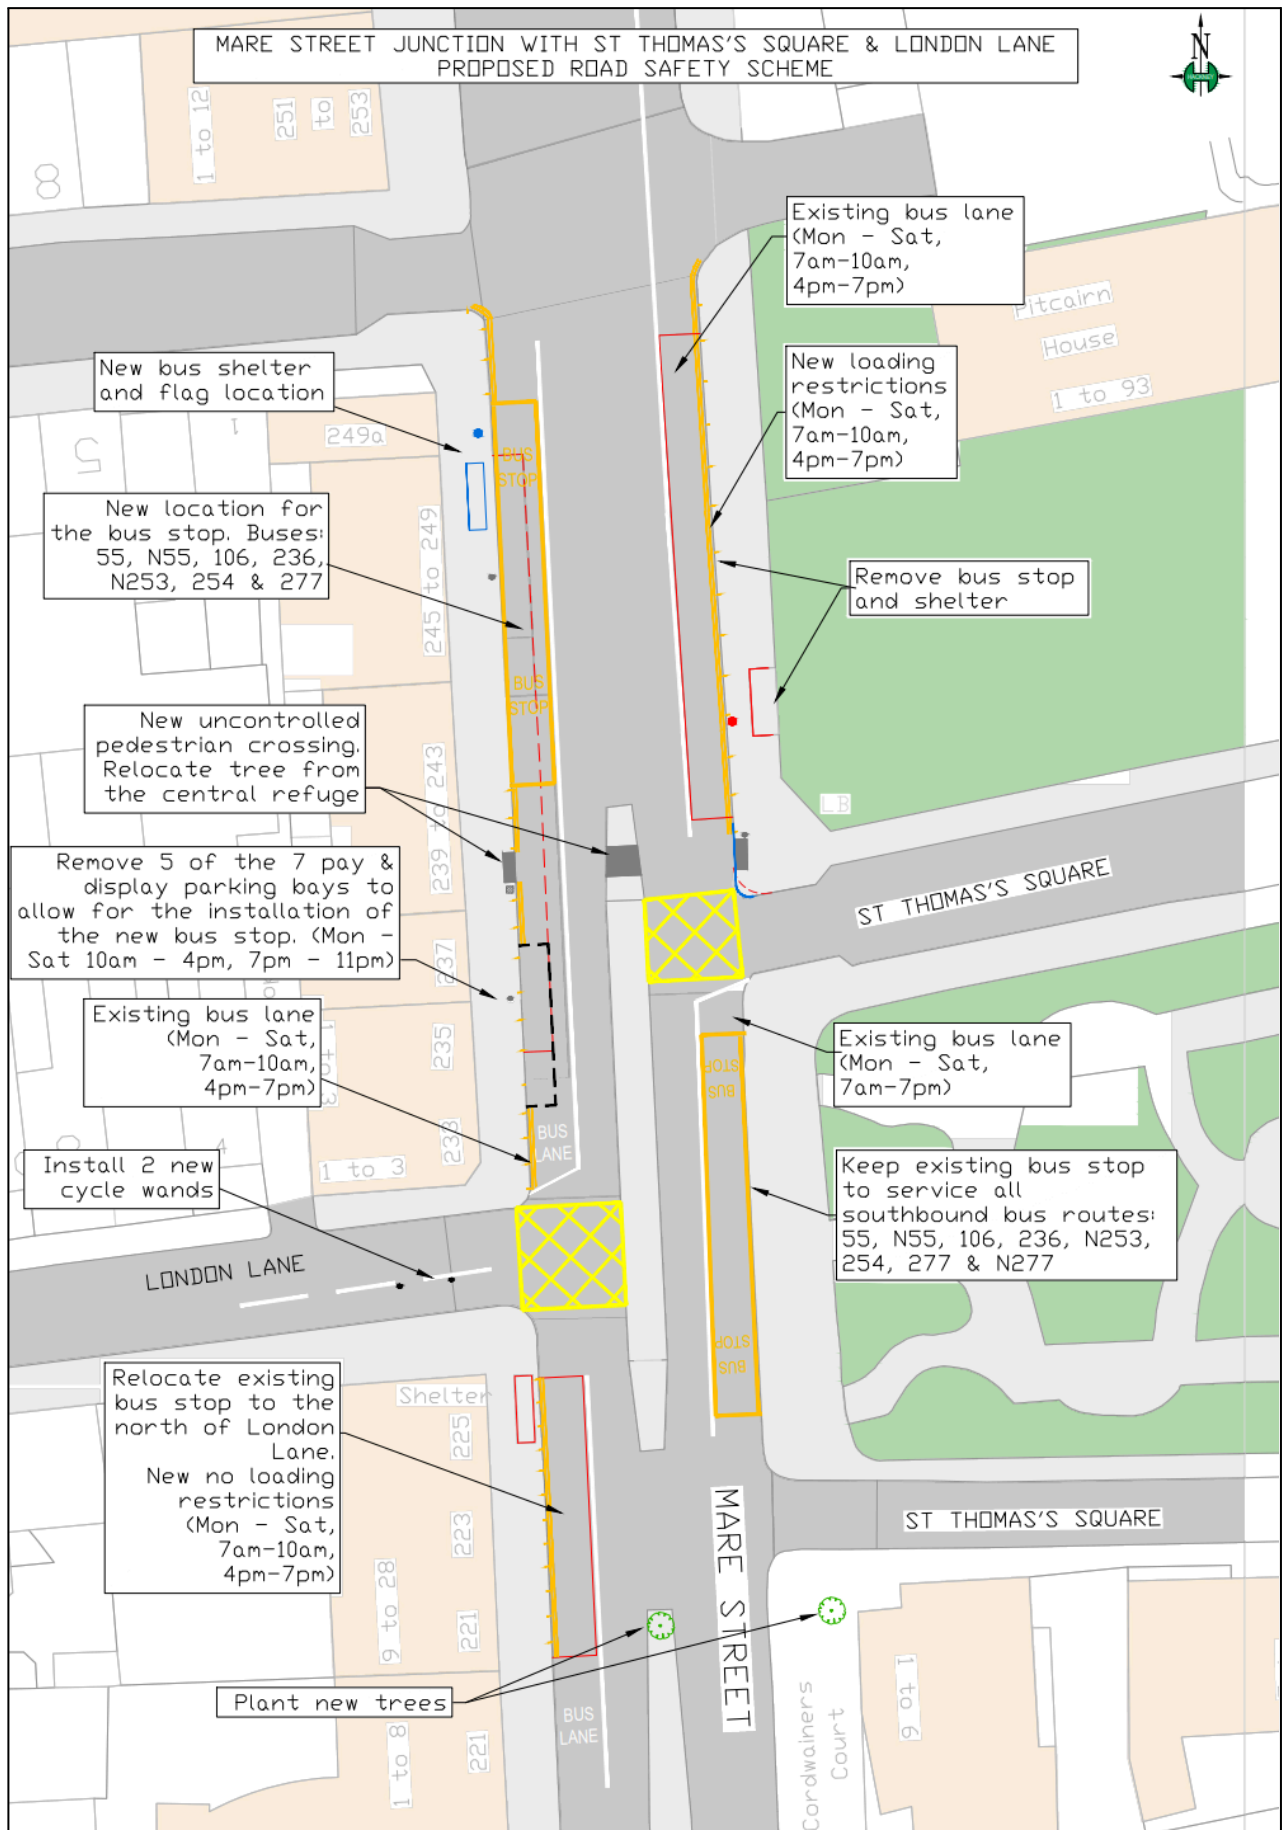 MARE STREET JUNCTION WITH ST THOMAS'S SQUARE & LONDON LANE
PROPOSED ROAD SAFETY SCHEME
N
1 to 12
251
to
253
8
Existing bus lane
(Mon - Sat,
7am-10am,
4pm-7pm)
Pitcairn
House
1 to 93
New bus shelter
and flag location
New loading
restrictions
(Mon - Sat,
7am-10am,
4pm-7pm)
5
1
249a
BUS
STOP
New location for
the bus stop. Buses:
55, N55, 106, 236,
N253, 254 & 277
245 to 249
Remove bus stop
and shelter
BUS
STOP
New uncontrolled
pedestrian crossing.
Relocate tree from
the central refuge
239 to 243
LB
Remove 5 of the 7 pay &
display parking bays to
allow for the installation of
the new bus stop. (Mon -
Sat 10am - 4pm, 7pm - 11pm)
ST THOMAS'S SQUARE
237
Existing bus lane
(Mon - Sat,
7am-10am,
4pm-7pm)
235
Existing bus lane
(Mon - Sat,
7am-7pm)
BUS
STOP
BUS
LANE
233
1 to 3
Install 2 new
cycle wands
Keep existing bus stop
to service all
southbound bus routes:
55, N55, 106, 236, N253,
254, 277 & N277
LONDON LANE
BUS
STOP
Relocate existing
bus stop to the
north of London
Lane.
New no loading
restrictions
(Mon - Sat,
7am-10am,
4pm-7pm)
Shelter
225
223
9 to 28
221
MARE STREET
ST THOMAS'S SQUARE
Plant new trees
BUS
LANE
1 to 8
221
Cordwainers
Court
1 to 6